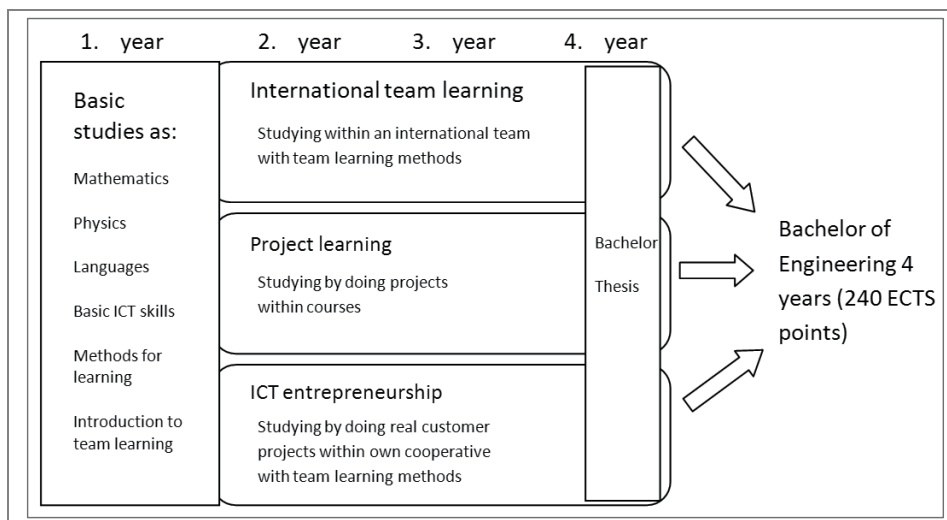 1. year 2. year 3. year 4. year
Basic
studies as:
Mathematics
Physics
Languages
Basic ICT skills
Methods for
learning
Introduction to
team learning
International team learning
Studying within an international team
with team learning methods
Project learning
Studying by doing projects
within courses
ICT entrepreneurship
Studying by doing real customer
projects within own cooperative
with team learning methods
Bachelor
Thesis
Bachelor of
Engineering 4
years (240 ECTS
points)